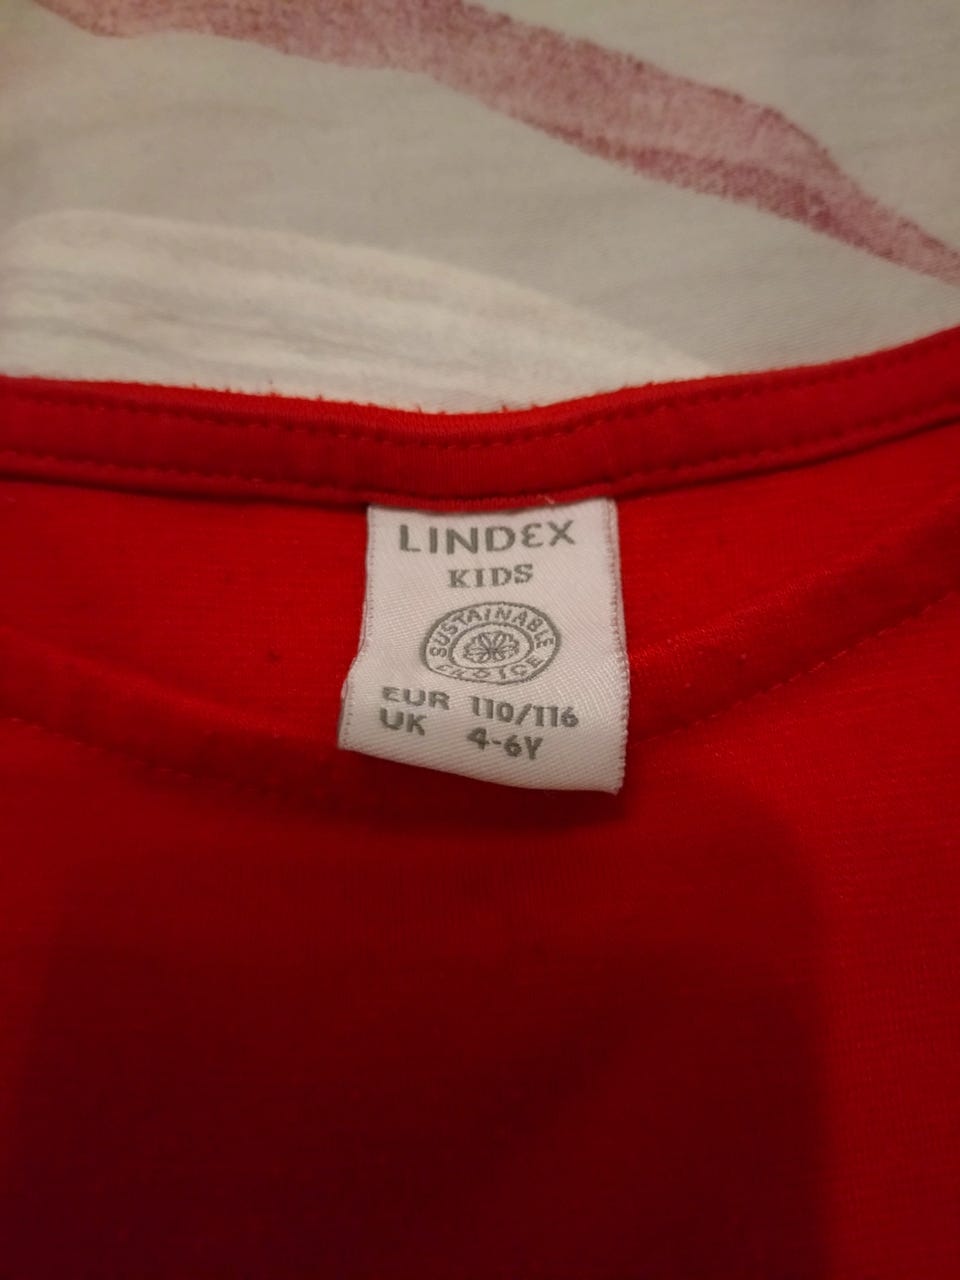 LINDEX
KIDS
SUSTAINABLE
CHOICE
EUR 110/116
UK 4-6Y